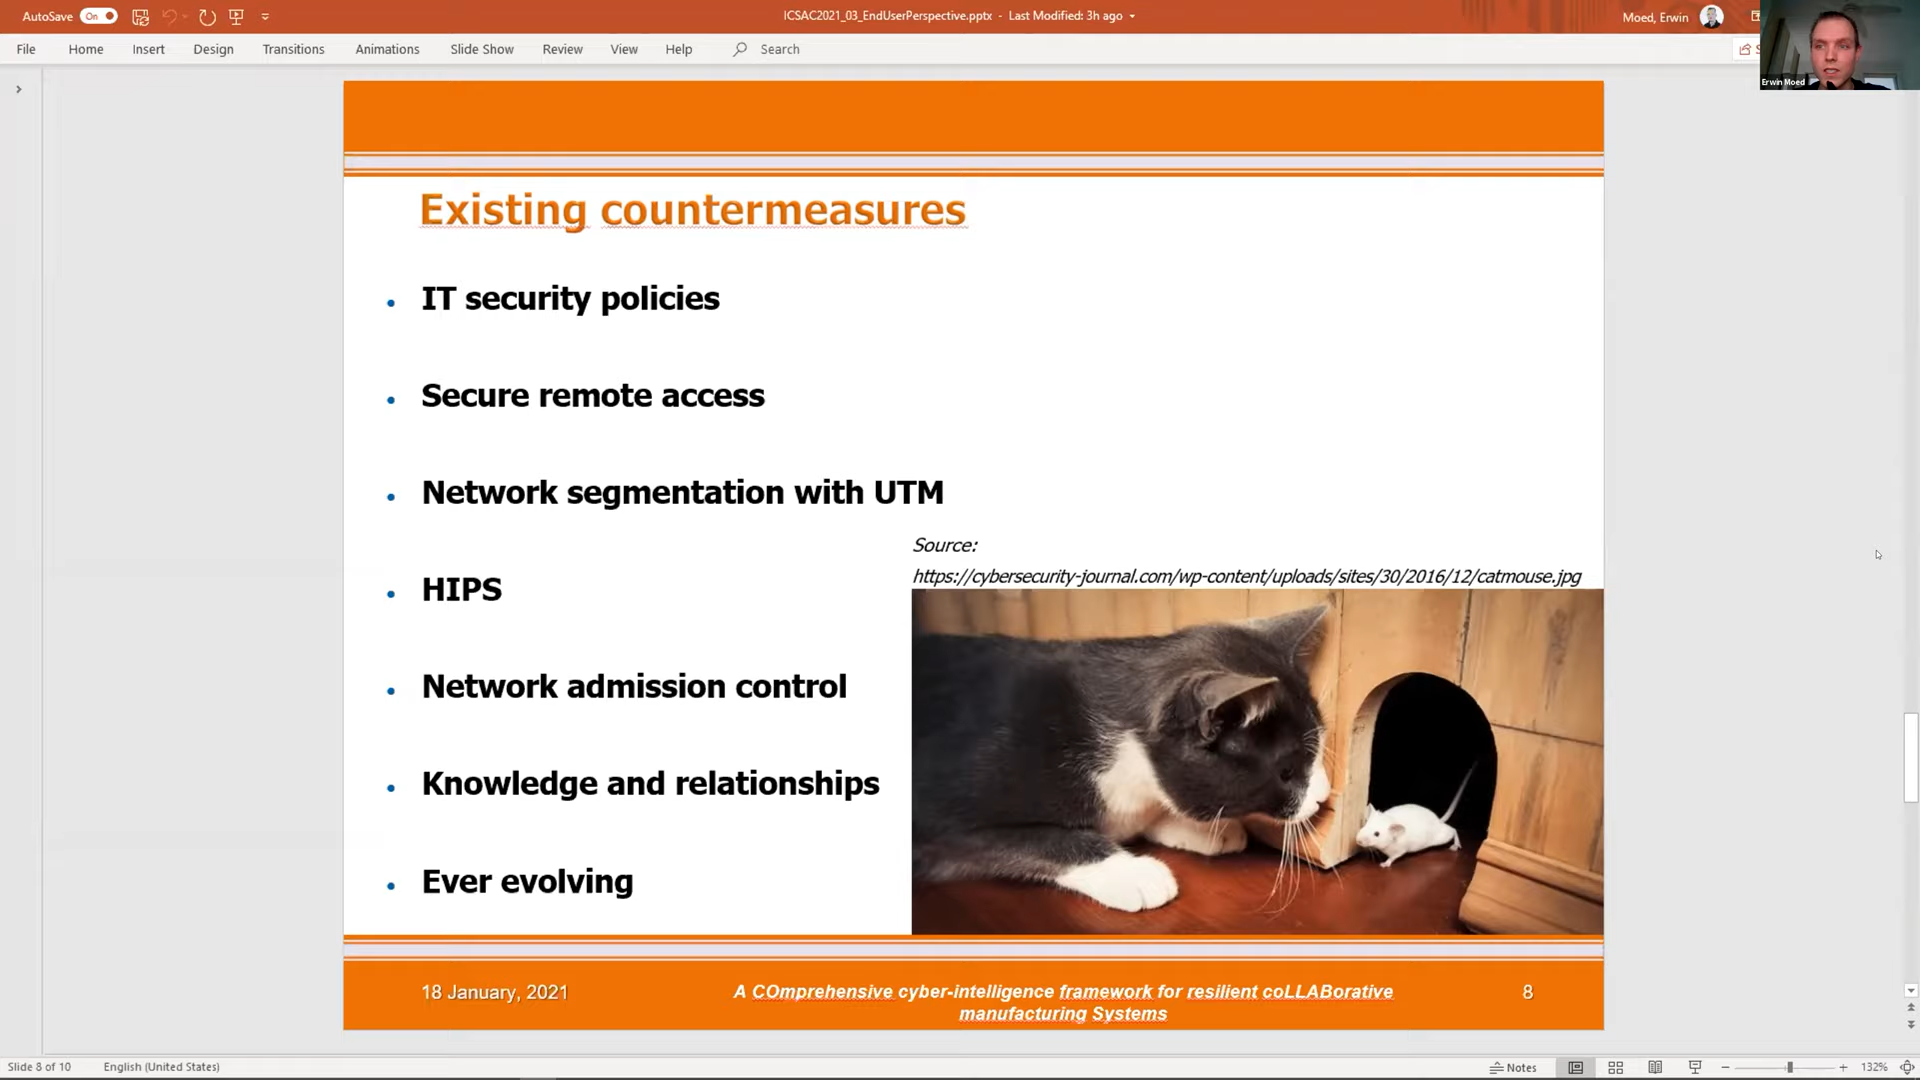 AutoSave On
ICSAC2021_03_EndUserPerspective.pptx - Last Modified: 3h ago
Moed, Erwin
File Home Insert Design Transitions Animations Slide Show Review View Help Search
Erwin Moed
Existing countermeasures
• IT security policies
• Secure remote access
• Network segmentation with UTM
Source:
https://cybersecurity-journal.com/wp-content/uploads/sites/30/2016/12/catmouse.jpg
• HIPS
• Network admission control
• Knowledge and relationships
• Ever evolving
18 January, 2021
A COmprehensive cyber-intelligence framework for resilient coLLABorative
manufacturing Systems
8
Slide 8 of 10 English (United States) Notes 132%